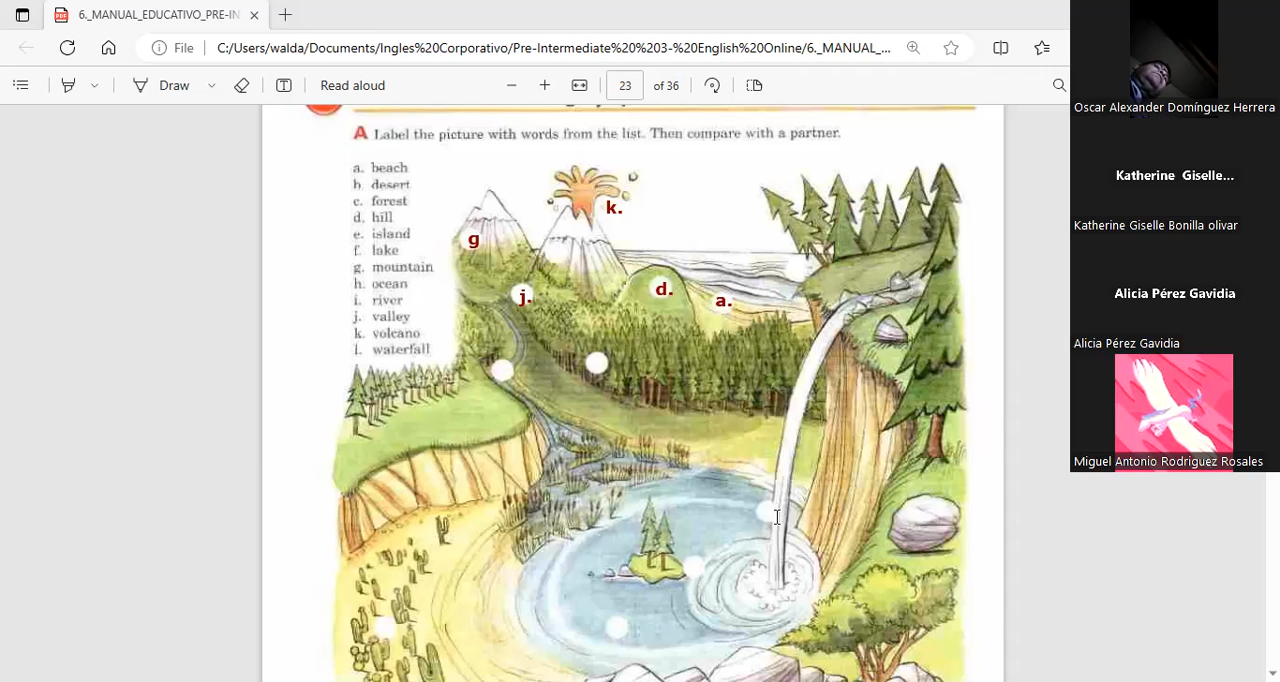 6._MANUAL_EDUCATIVO_PRE-IN
File
C:/Users/walda/Documents/Ingles%20Corporativo/Pre-Intermediate%20%203-%20English%20Online/6._MANUAL_...
Draw
Read aloud
23
of 36
A Label the picture with words from the list. Then compare with a partner.
a. beach
b. desert
c. forest
d. hill
e. island
f. lake
g. mountain
h. ocean
i. river
j. valley
k. volcano
l. waterfall
k.
g
j.
d.
a.
Oscar Alexander Domínguez Herrera
Katherine Giselle...
Katherine Giselle Bonilla olivar
Alicia Pérez Gavidia
Alicia Pérez Gavidia
Miguel Antonio Rodriguez Rosales